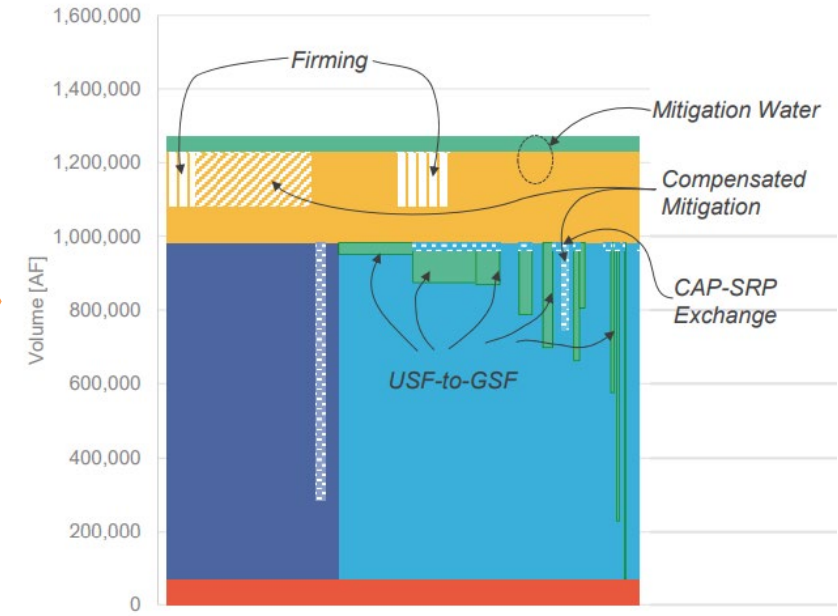 1,600,000
Firming
1,400,000
Mitigation Water
1,200,000
Compensated
Mitigation
1,000,000
Volume [AF]
CAP-SRP
Exchange
800,000
USF-to-GSF
600,000
400,000
200,000
0